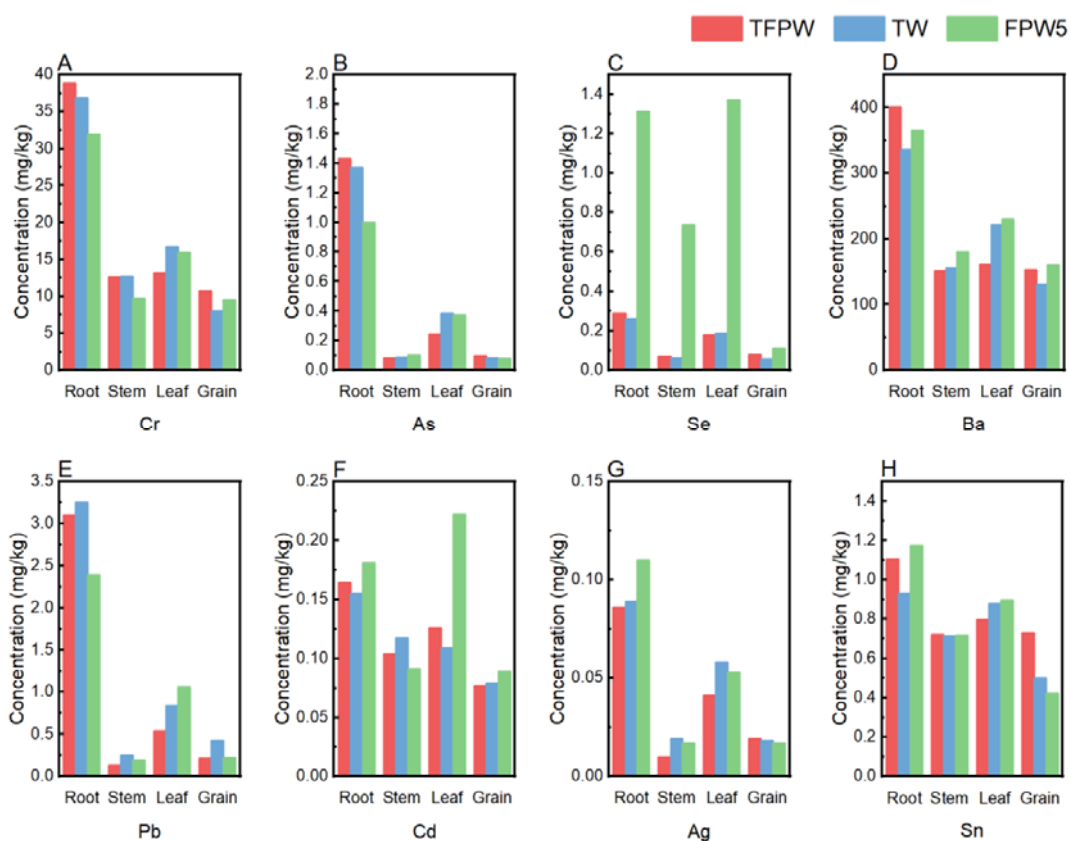 TFPW TW FPW5
A
Concentration (mg/kg)
40
35
30
25
20
15
10
5
0
Root Stem Leaf Grain
Cr
B
Concentration (mg/kg)
2.0
1.8
1.6
1.4
1.2
1.0
0.8
0.6
0.4
0.2
0.0
Root Stem Leaf Grain
As
C
Concentration (mg/kg)
1.4
1.2
1.0
0.8
0.6
0.4
0.2
0.0
Root Stem Leaf Grain
Se
D
Concentration (mg/kg)
400
350
300
250
200
150
100
0
Root Stem Leaf Grain
Ba
E
Concentration (mg/kg)
3.5
3.0
2.5
2.0
1.5
1.0
0.5
0.0
Root Stem Leaf Grain
Pb
F
Concentration (mg/kg)
0.25
0.20
0.15
0.10
0.05
0.00
Root Stem Leaf Grain
Cd
G
Concentration (mg/kg)
0.15
0.10
0.05
0.00
Root Stem Leaf Grain
Ag
H
Concentration (mg/kg)
1.4
1.2
1.0
0.8
0.6
0.4
0.2
0.0
Root Stem Leaf Grain
Sn